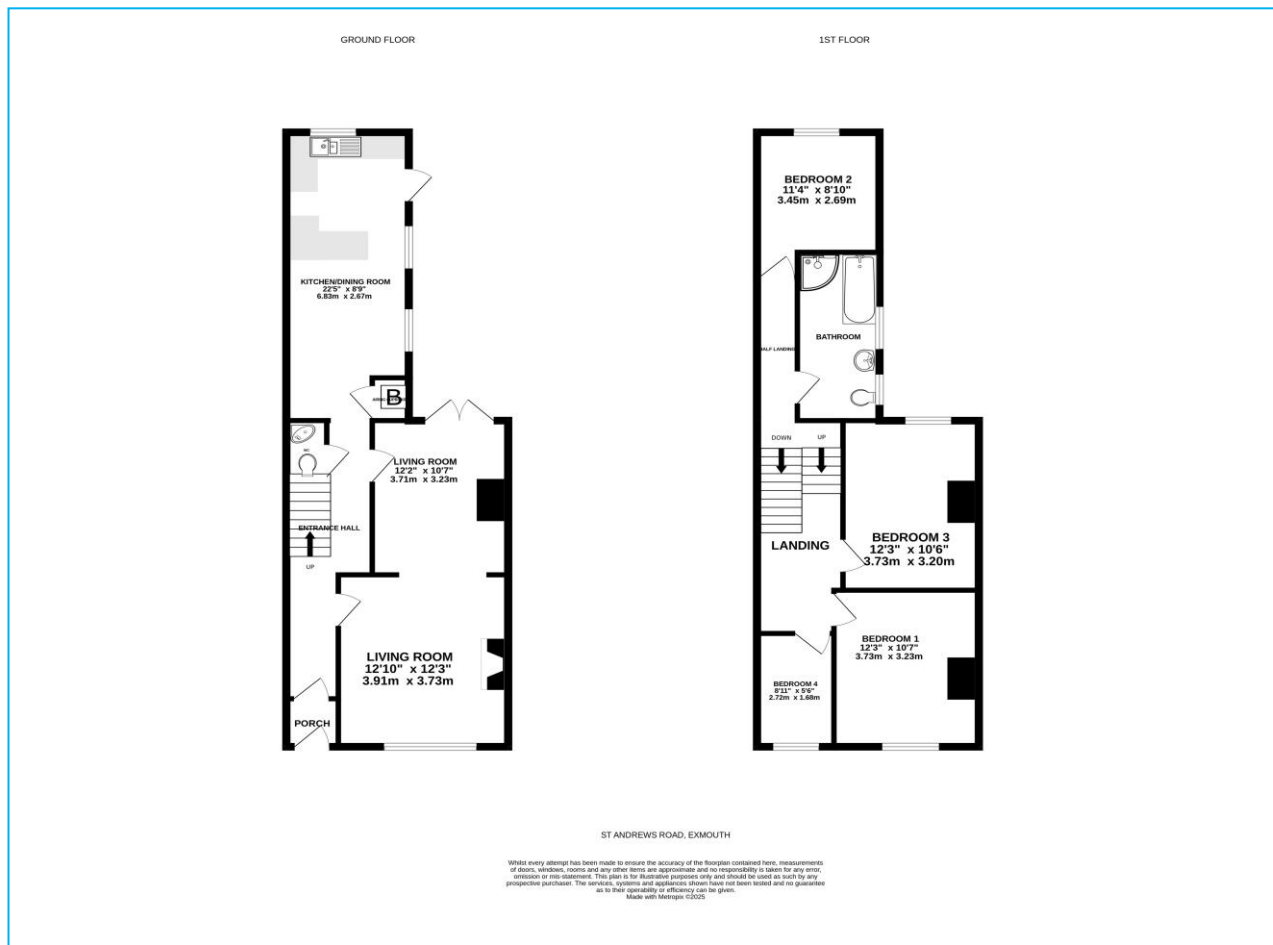 GROUND FLOOR
KITCHEN/DINING ROOM
22'5" x 8'9"
6.83m x 2.67m
B
WC
LIVING ROOM
12'2" x 10'7"
3.71m x 3.23m
ENTRANCE HALL
UP
LIVING ROOM
12'10" x 12'3"
3.91m x 3.73m
PORCH
1ST FLOOR
BEDROOM 2
11'4" x 8'10"
3.45m x 2.69m
BATHROOM
HALF LANDING
DOWN
UP
LANDING
BEDROOM 3
12'3" x 10'6"
3.73m x 3.20m
BEDROOM 1
12'3" x 10'7"
3.73m x 3.23m
BEDROOM 4
8'11" x 5'6"
2.72m x 1.68m
ST ANDREWS ROAD, EXMOUTH
Whilst every attempt has been made to ensure the accuracy of the floorplan contained here, measurements
of doors, windows, rooms and any other items are approximate and no responsibility is taken for any error,
omission or mis-statement. This plan is for illustrative purposes only and should be used as such by any
prospective purchaser. The services, systems and appliances shown have not been tested and no guarantee
as to their operability or efficiency can be given.
Made with Metropix ©2025